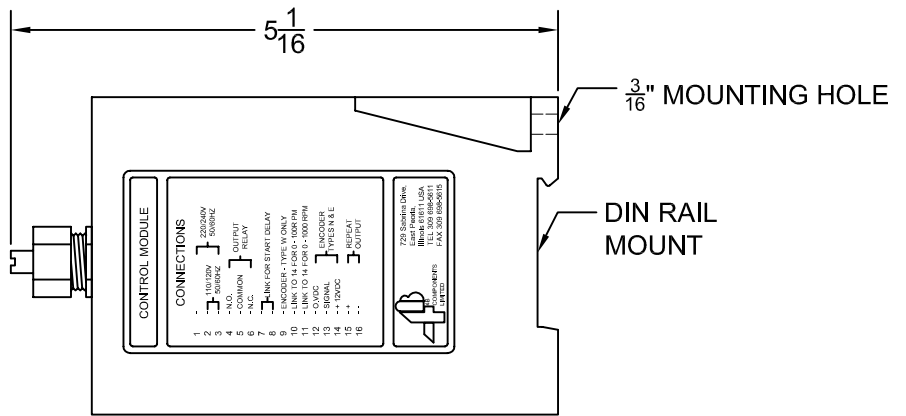 5 1/16
3/16" MOUNTING HOLE
DIN RAIL
MOUNT
CONTROL MODULE
CONNECTIONS
1 -
2 - 110/120V 220/240V
3 - 50/60HZ 50/60HZ
4 - N.O. OUTPUT
5 - COMMON RELAY
6 - N.C.
7 - LINK FOR START DELAY
8 -
9 - ENCODER - TYPE W ONLY
10 - LINK TO 14 FOR 0 - 100R PM
11 - LINK TO 14 FOR 0 - 1000 RPM
12 - O.VDC
13 - SIGNAL ENCODER
14 - + 12VDC TYPES N & E
15 - + REPEAT
16 - - OUTPUT
729 Sabrina Drive,
East Peoria,
Illinois 61611 USA
TEL 309 698-5611
FAX 309 698-5615
4B
COMPONENTS
LIMITED